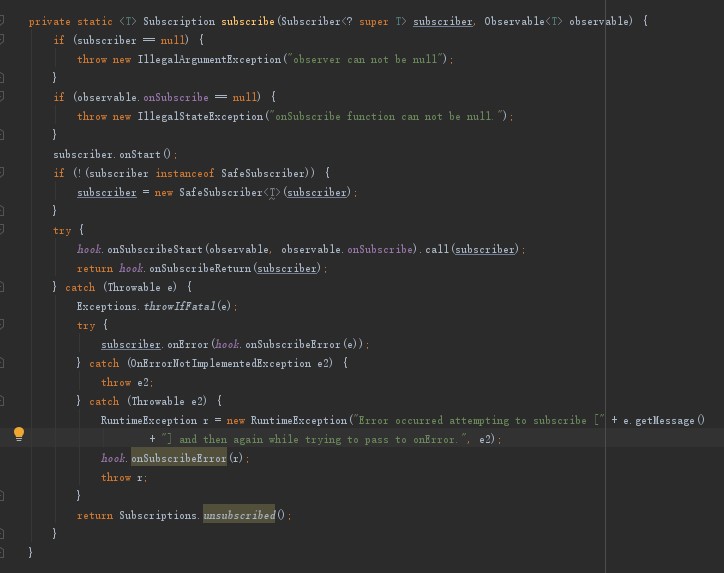 private static <T> Subscription subscribe(Subscriber<? super T> subscriber, Observable<T> observable) {
if (subscriber == null) {
throw new IllegalArgumentException("observer can not be null");
}
if (observable.onSubscribe == null) {
throw new IllegalStateException("onSubscribe function can not be null.");
}
subscriber.onStart();
if (!(subscriber instanceof SafeSubscriber)) {
subscriber = new SafeSubscriber<T>(subscriber);
}
try {
hook.onSubscribeStart(observable, observable.onSubscribe).call(subscriber);
return hook.onSubscribeReturn(subscriber);
} catch (Throwable e) {
Exceptions.throwIfFatal(e);
try {
subscriber.onError(hook.onSubscribeError(e));
} catch (OnErrorNotImplementedException e2) {
throw e2;
} catch (Throwable e2) {
RuntimeException r = new RuntimeException("Error occurred attempting to subscribe [" + e.getMessage()
+ "] and then again while trying to pass to onError.", e2);
hook.onSubscribeError(r);
throw r;
}
return Subscriptions.unsubscribed();
}
}